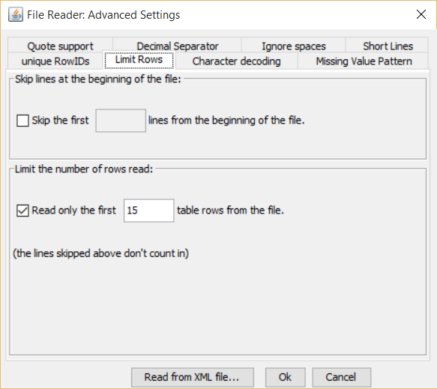 File Reader: Advanced Settings
Quote support Decimal Separator Ignore spaces Short Lines
unique RowIDs Limit Rows Character decoding Missing Value Pattern
Skip lines at the beginning of the file:
Skip the first lines from the beginning of the file.
Limit the number of rows read:
Read only the first 15 table rows from the file.
(the lines skipped above don't count in)
Read from XML file... Ok Cancel